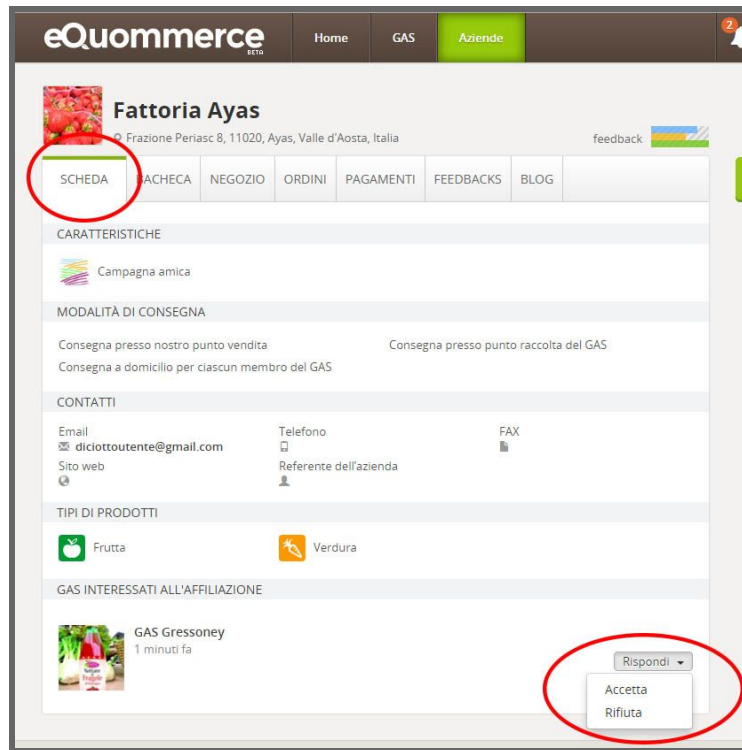 eQuommerce
BETA
Home GAS Aziende
2
Fattoria Ayas
Frazione Periasc 8, 11020, Ayas, Valle d'Aosta, Italia
feedback
SCHEDA BACHECA NEGOZIO ORDINI PAGAMENTI FEEDBACKS BLOG
CARATTERISTICHE
Campagna amica
MODALITÀ DI CONSEGNA
Consegna presso nostro punto vendita Consegna presso punto raccolta del GAS
Consegna a domicilio per ciascun membro del GAS
CONTATTI
Email Telefono FAX
diciottoutente@gmail.com
Sito web Referente dell'azienda
TIPI DI PRODOTTI
Frutta Verdura
GAS INTERESSATI ALL'AFFILIAZIONE
GAS Gressoney
1 minuti fa
Rispondi
Accetta
Rifiuta